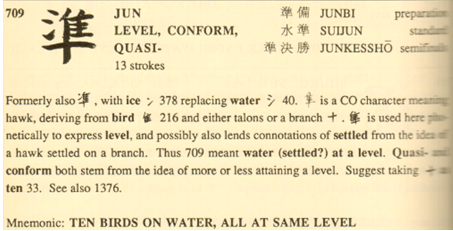 709 準 JUN 準備 JUNBI preparation
LEVEL, CONFORM, 水準 SUIJUN standard
QUASI- 準決勝 JUNKESSHŌ semifinals
13 strokes
Formerly also 凖, with ice 冫 378 replacing water 氵 40. 隼 is a CO character meaning
hawk, deriving from bird 隹 216 and either talons or a branch 十. 隼 is used here pho-
netically to express level, and possibly also lends connotations of settled from the idea of
a hawk settled on a branch. Thus 709 meant water (settled?) at a level. Quasi- and
conform both stem from the idea of more or less attaining a level. Suggest taking 十 as
ten 33. See also 1376.
Mnemonic: TEN BIRDS ON WATER, ALL AT SAME LEVEL